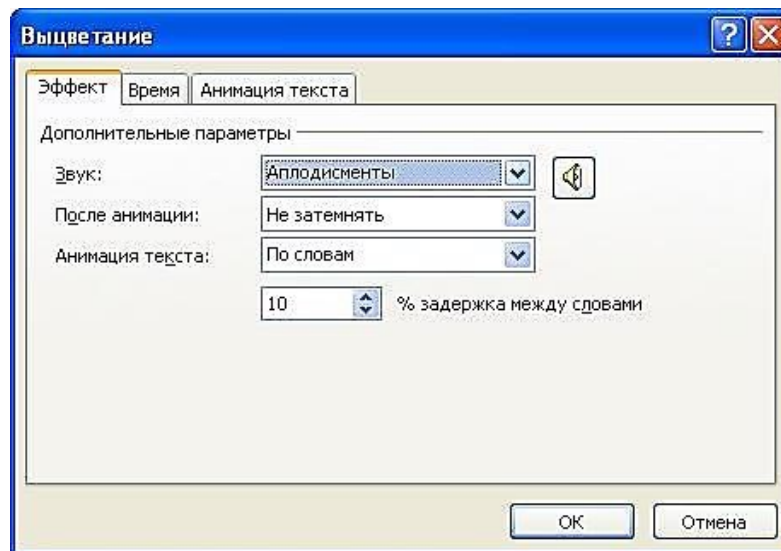 Выцветание
Эффект Время Анимация текста
Дополнительные параметры
Звук: Аплодисменты
После анимации: Не затемнять
Анимация текста: По словам
10 % задержка между словами
ОК Отмена